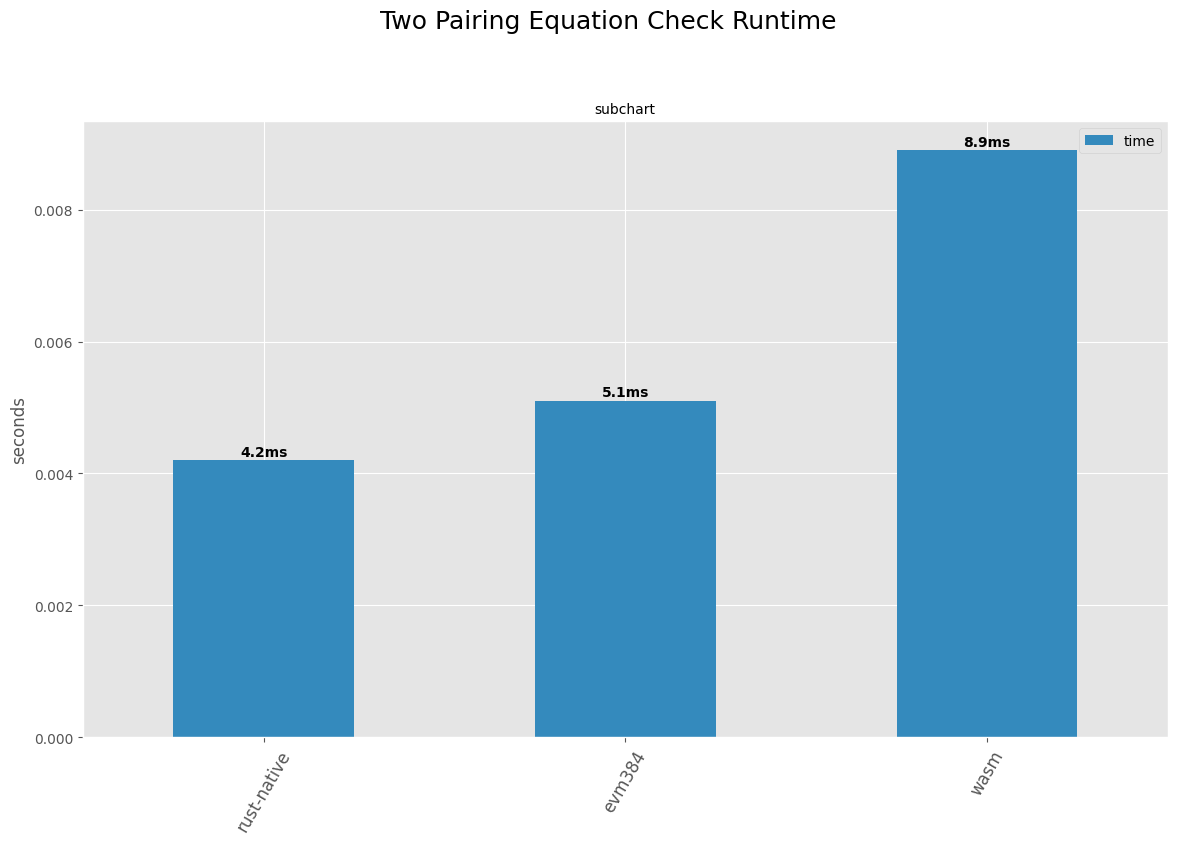 Two Pairing Equation Check Runtime
subchart
time
8.9ms
5.1ms
4.2ms
seconds
0.008
0.006
0.004
0.002
0.000
rust-native
evm384
wasm